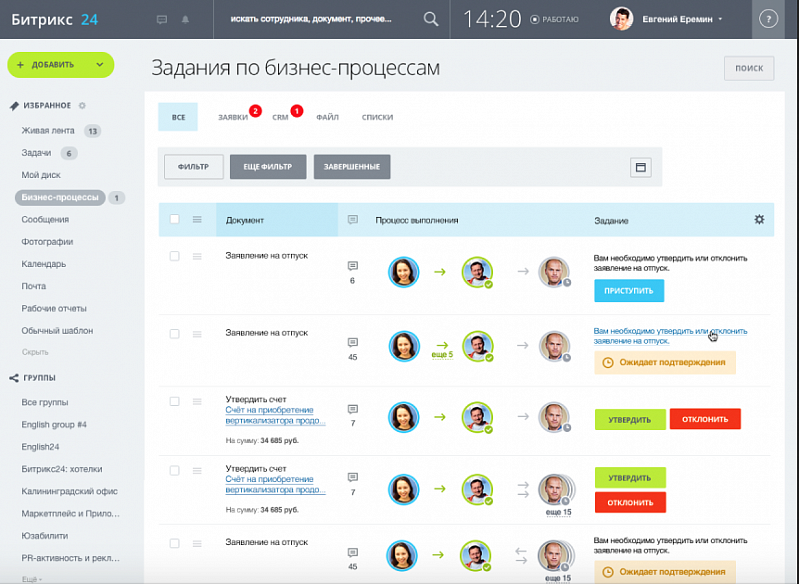 Битрикс 24
искать сотрудника, документ, прочее...
14:20 РАБОТАЮ
Евгений Еремин
?
+ ДОБАВИТЬ
Задания по бизнес-процессам
ПОИСК
ИЗБРАННОЕ
Живая лента 13
Задачи 6
Мой диск
Бизнес-процессы 1
Сообщения
Фотографии
Календарь
Почта
Рабочие отчеты
Обычный шаблон
Скрыть
ГРУППЫ
Все группы
English group #4
English24
Битрикс24: хотелки
Калининградский офис
Маркетплейс и Прило...
Юзабилити
PR-активность и рекл...
Ещё
ВСЕ ЗАЯВКИ 2 CRM 1 ФАЙЛ СПИСКИ
ФИЛЬТР ЕЩЕ ФИЛЬТР ЗАВЕРШЕННЫЕ
Документ Процесс выполнения Задание
Заявление на отпуск
6
Вам необходимо утвердить или отклонить
заявление на отпуск.
ПРИСТУПИТЬ
Заявление на отпуск
45
еще 5
Вам необходимо утвердить или отклонить
заявление на отпуск.
Ожидает подтверждения
Утвердить счет
Счёт на приобретение
вертикализатора продо...
На сумму: 34 685 руб.
7
УТВЕРДИТЬ ОТКЛОНИТЬ
Утвердить счет
Счёт на приобретение
вертикализатора продо...
На сумму: 34 685 руб.
7
еще 15
УТВЕРДИТЬ
ОТКЛОНИТЬ
Заявление на отпуск
45
еще 15
Вам необходимо утвердить или отклонить
заявление на отпуск.
Ожидает подтверждения